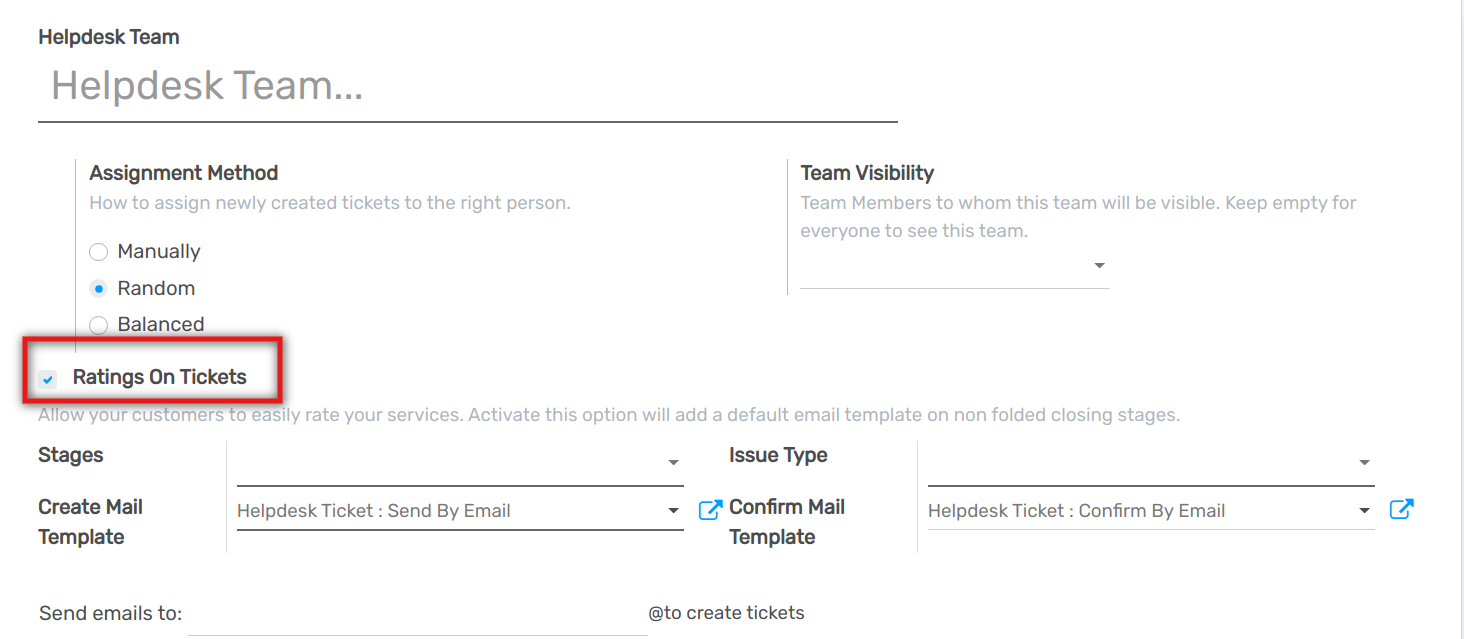 Helpdesk Team
Helpdesk Team...
Assignment Method
How to assign newly created tickets to the right person.
Manually
Random
Balanced
Team Visibility
Team Members to whom this team will be visible. Keep empty for
everyone to see this team.
Ratings On Tickets
Allow your customers to easily rate your services. Activate this option will add a default email template on non folded closing stages.
Stages
Issue Type
Create Mail
Template
Helpdesk Ticket : Send By Email
Confirm Mail
Template
Helpdesk Ticket : Confirm By Email
Send emails to:
@to create tickets